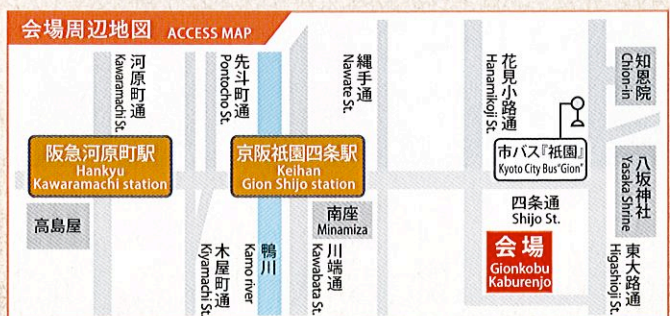 会場周辺地図 ACCESS MAP
河原町通
Kawaramachi St.
先斗町通
Pontocho St.
縄手通
Nawate St.
花見小路通
Hanamikoji St.
知恩院
Chion-in
阪急河原町駅
Hankyu
Kawaramachi station
京阪祇園四条駅
Keihan
Gion Shijo station
市バス『祇園』
Kyoto City Bus"Gion"
八坂神社
Yasaka Shrine
高島屋
木屋町通
Kiyamachi St.
鴨川
Kamo river
南座
Minamiza
川端通
Kawabata St.
四条通
Shijo St.
会場
Gionkobu
Kaburenjo
東大路通
Higashioji St.